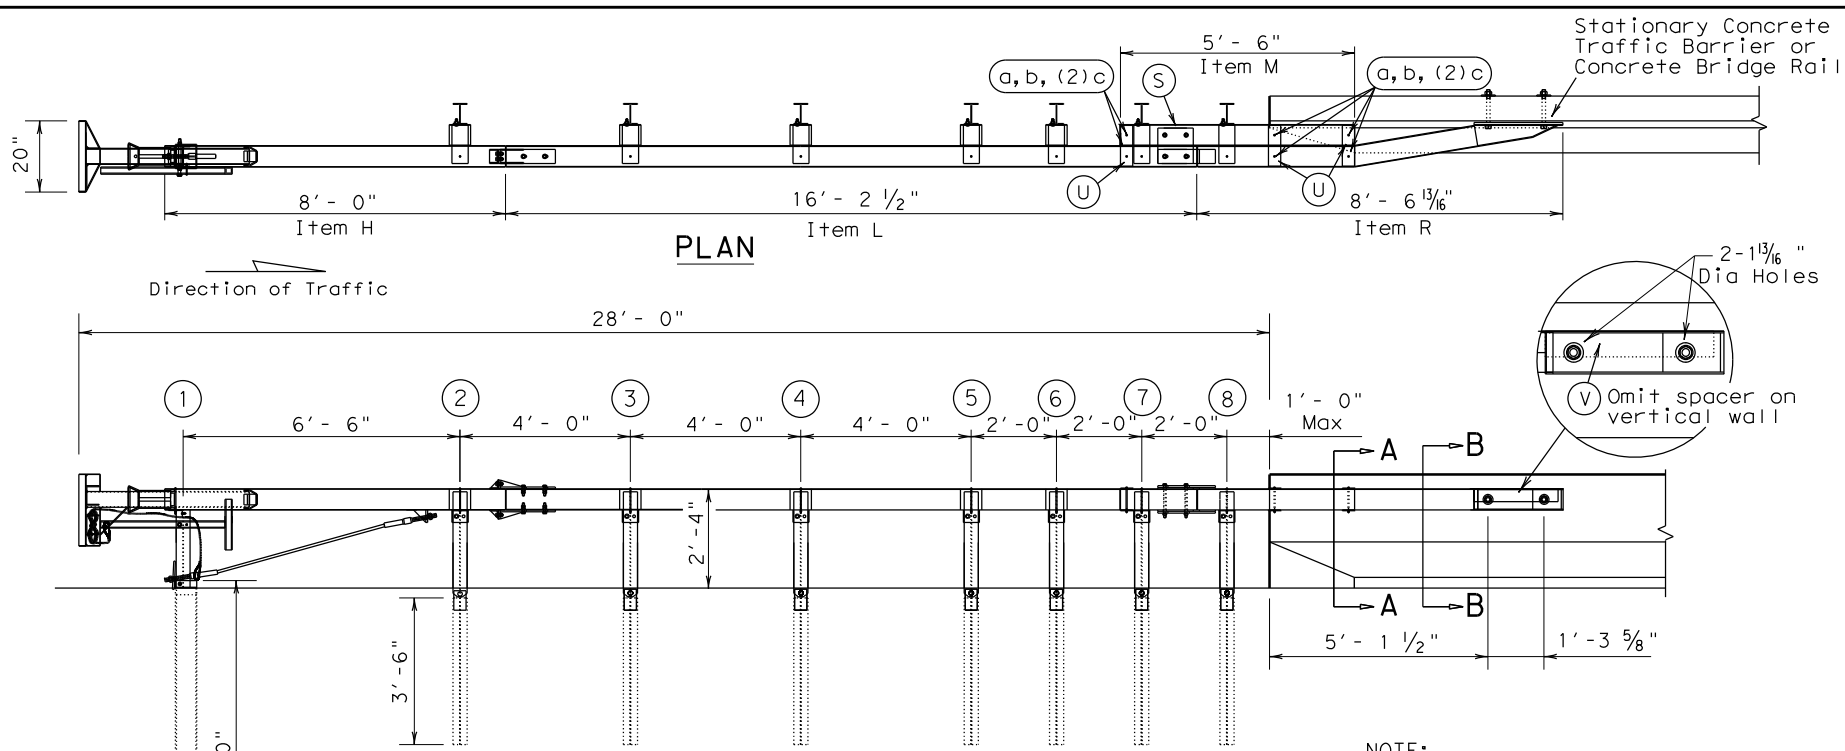 Stationary Concrete
Traffic Barrier or
Concrete Bridge Rail
5'- 6"
Item M
a, b, (2) c
S
a, b, (2) c
20"
U
U
8'- 0"
Item H
16'- 2 1/2"
Item L
8'- 6 13/16"
Item R
PLAN
Direction of Traffic
2-1 13/16 "
Dia Holes
28'- 0"
V Omit spacer on
vertical wall
1 2 3 4 5 6 7 8
6'- 6" 4'- 0" 4'- 0" 4'- 0" 2'-0" 2'-0" 2'-0"
1'- 0"
Max
A B
2'-4"
A B
5'- 1 1/2"
1'-3 5/8"
3'-6"
0"
NOTE: